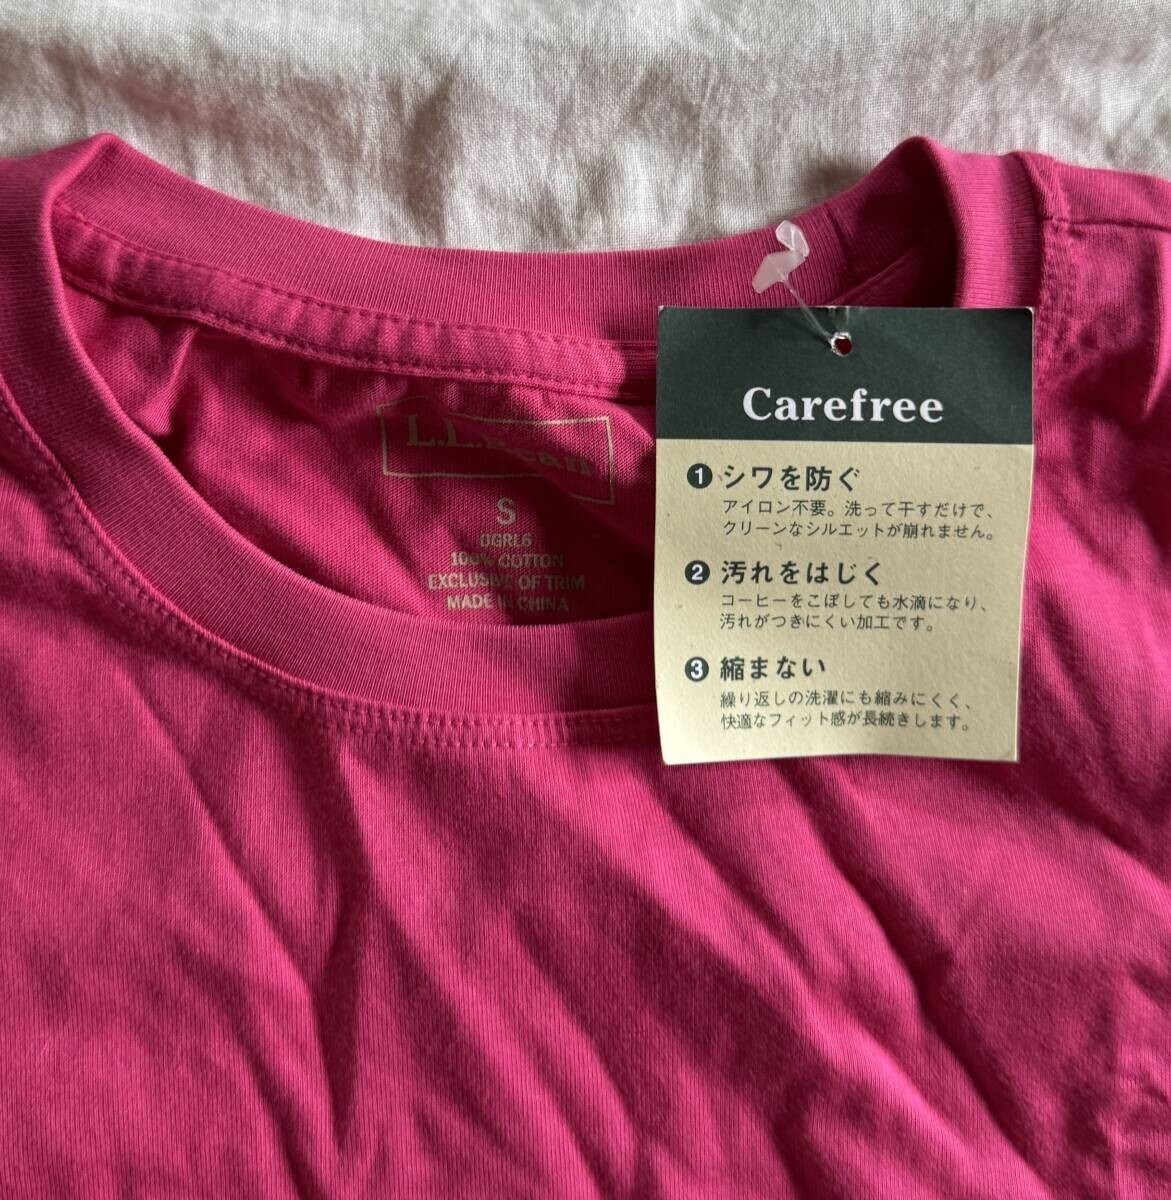 L.L.Bean
S
OGRL6
100% COTTON
EXCLUSIVE OF TRIM
MADE IN CHINA
Carefree
❶ シワを防ぐ
アイロン不要。洗って干すだけで、
クリーンなシルエットが崩れません。
❷ 汚れをはじく
コーヒーをこぼしても水滴になり、
汚れがつきにくい加工です。
❸ 縮まない
繰り返しの洗濯にも縮みにくく、
快適なフィット感が長続きします。